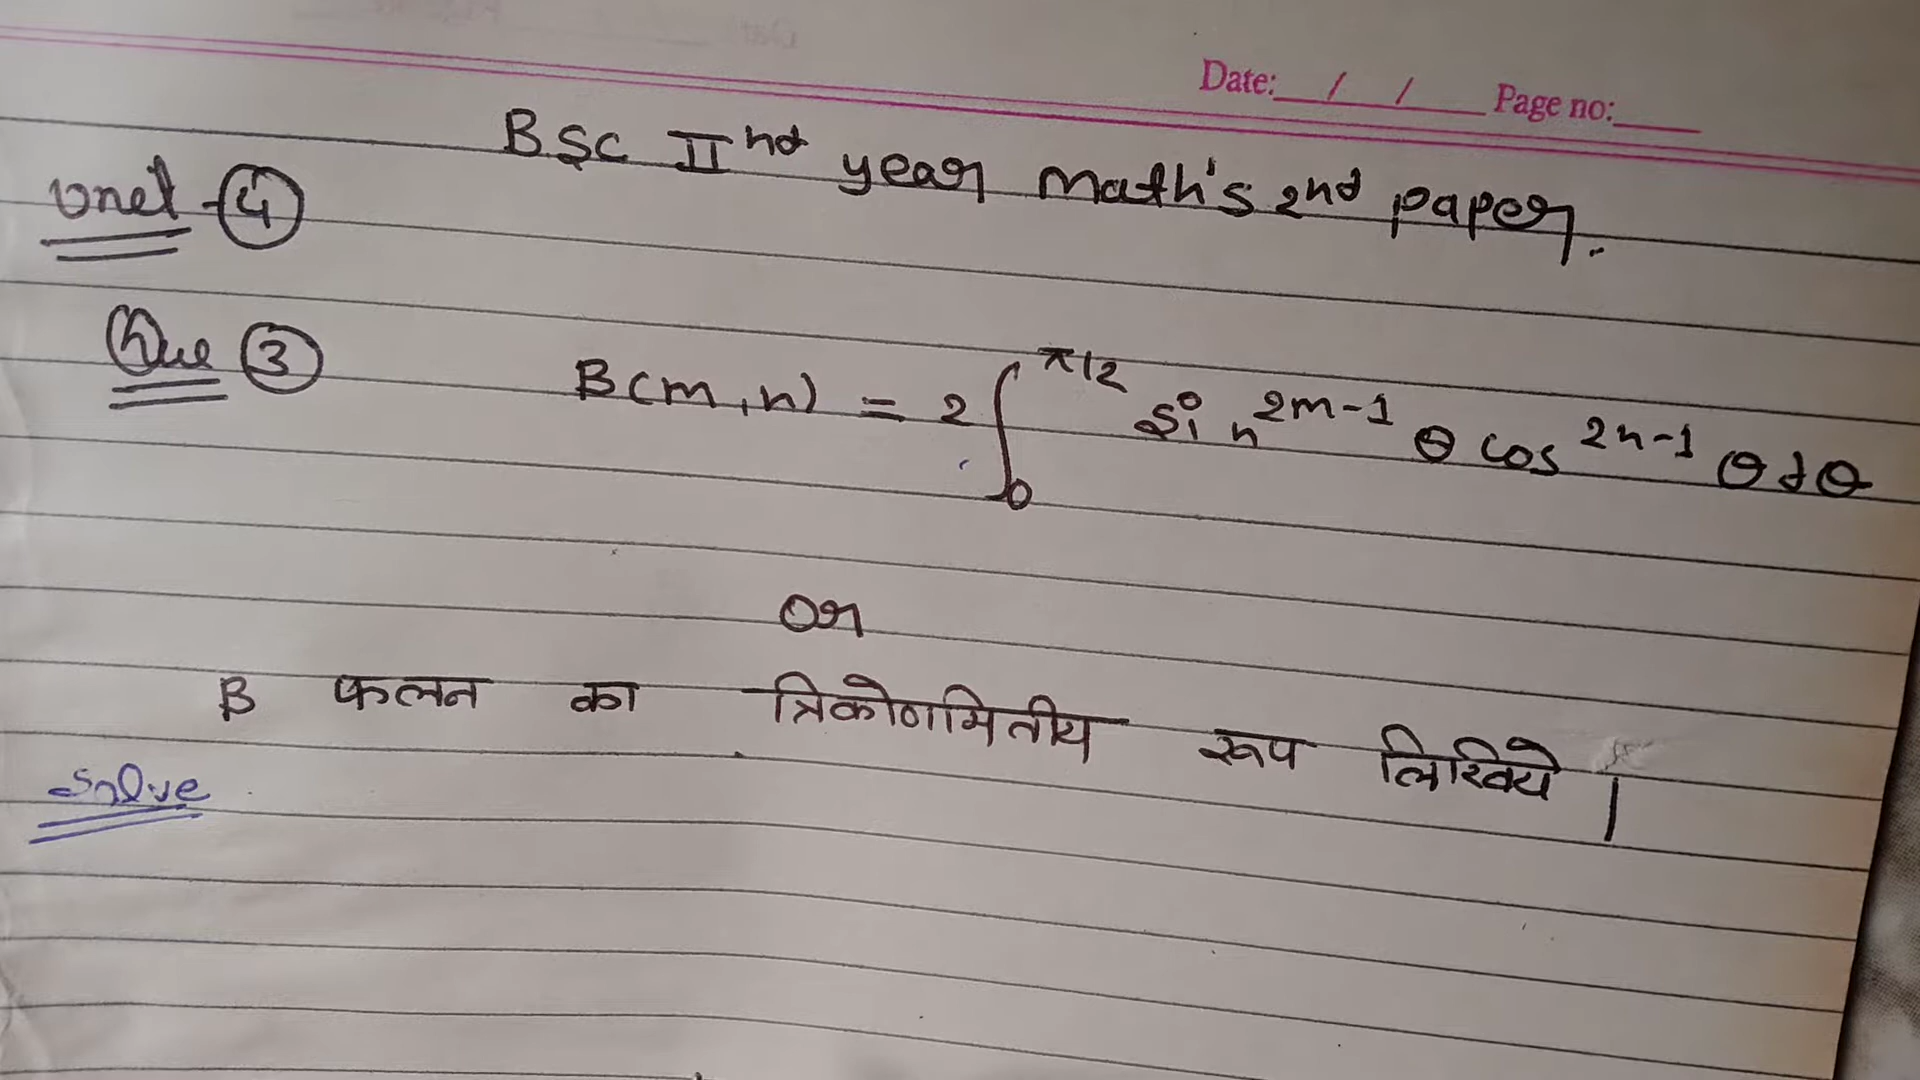 Date: / / Page no:
BSc IInd year math's 2nd paper.
Unet - 4
Que 3 B(m,n) = 2∫₀^π/2 sin^2m-1 θ cos^2n-1 θ dθ
Or
B फलन का त्रिकोणमितीय रूप लिखिये |
Solve